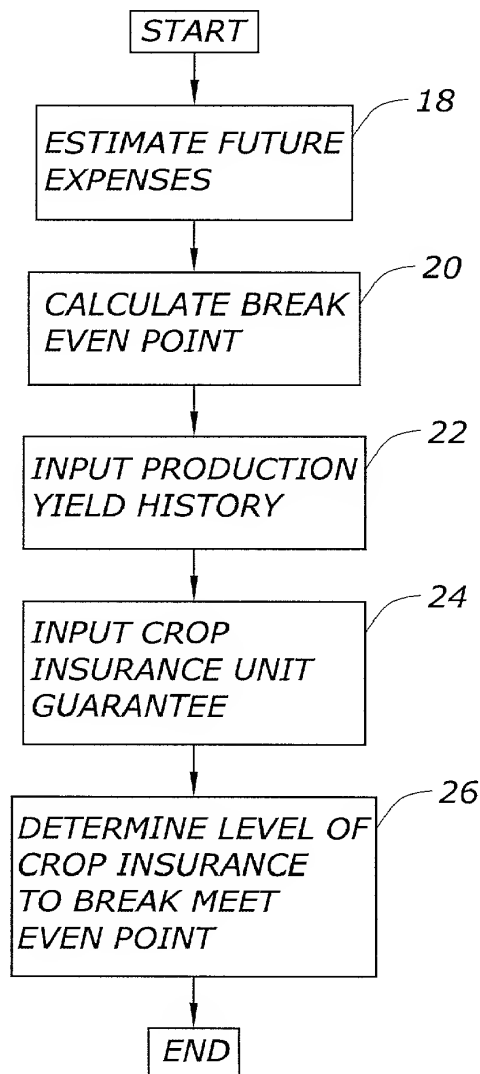 START
18
ESTIMATE FUTURE
EXPENSES
20
CALCULATE BREAK
EVEN POINT
22
INPUT PRODUCTION
YIELD HISTORY
24
INPUT CROP
INSURANCE UNIT
GUARANTEE
26
DETERMINE LEVEL OF
CROP INSURANCE
TO BREAK MEET
EVEN POINT
END